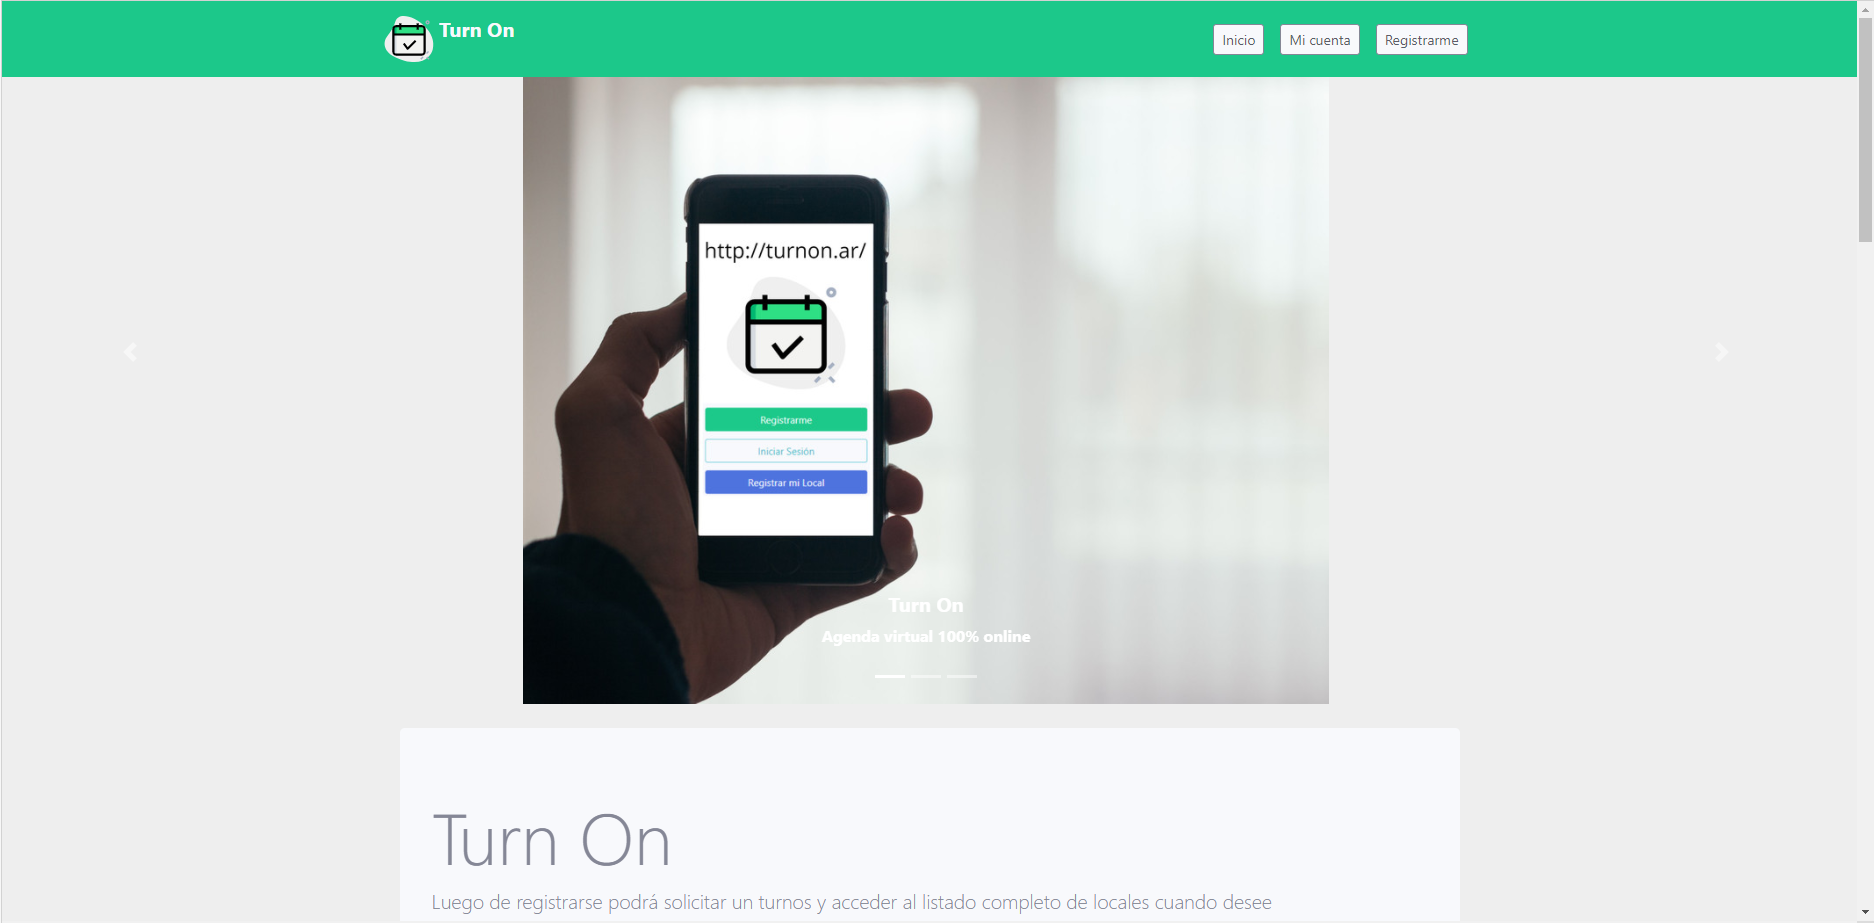 Turn On
Inicio
Mi cuenta
Registrarme
http://turnon.ar/
Registrarme
Iniciar Sesión
Registrar mi Local
Turn On
Agenda virtual 100% online
Turn On
Luego de registrarse podrá solicitar un turnos y acceder al listado completo de locales cuando desee